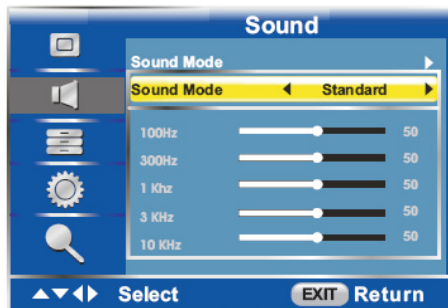 Sound
Sound Mode
Sound Mode Standard
100Hz 50
300Hz 50
1 Khz 50
3 KHz 50
10 KHz 50
Select EXIT Return